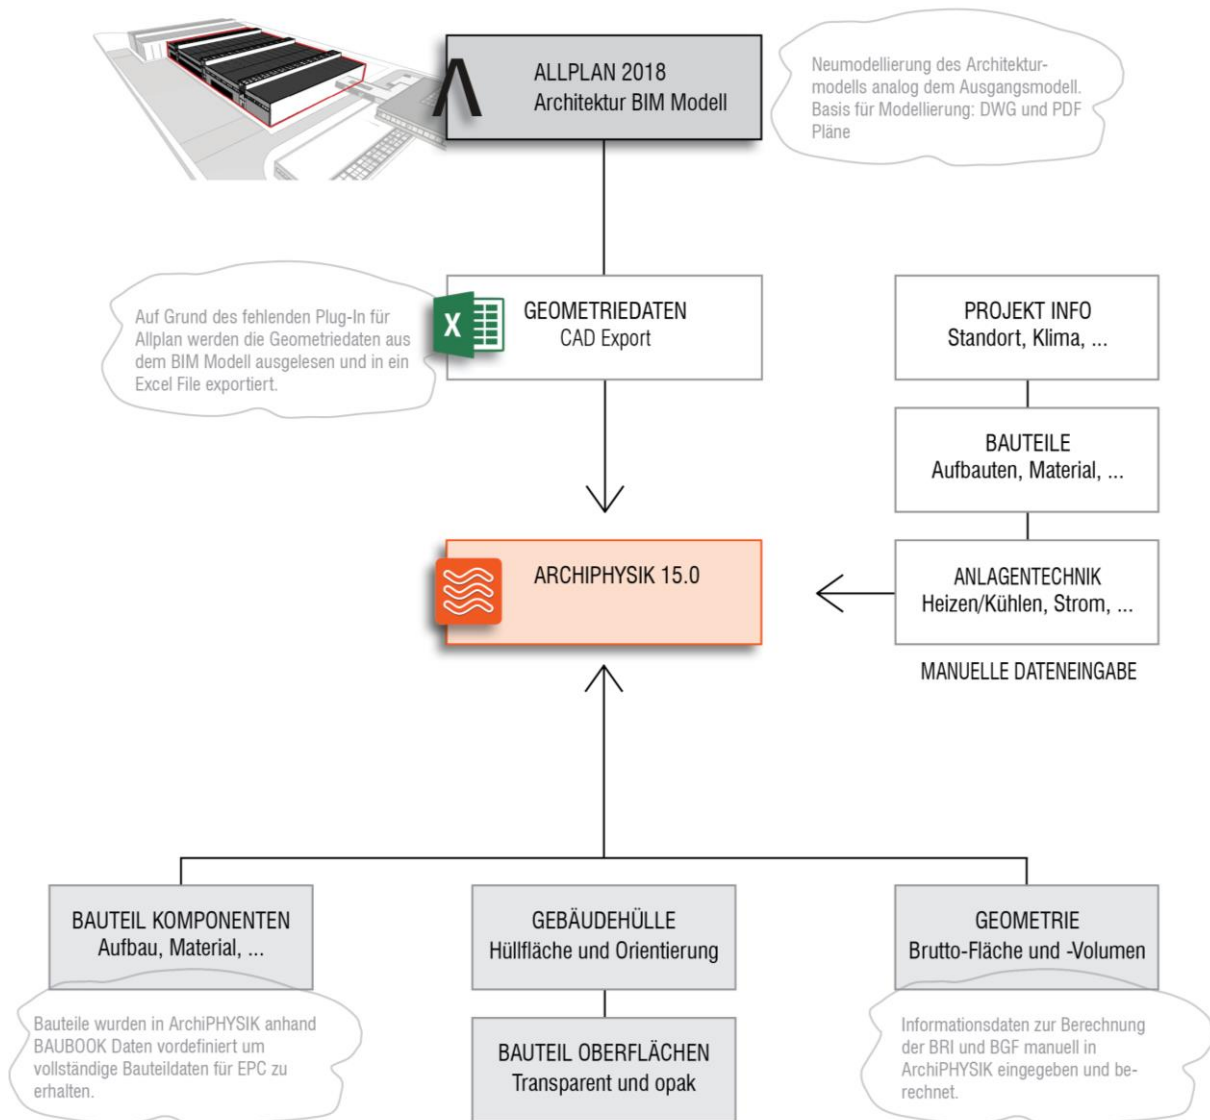 ALLPLAN 2018
Architektur BIM Modell
Neumodellierung des Architektur-
modells analog dem Ausgangsmodell.
Basis für Modellierung: DWG und PDF
Pläne
Auf Grund des fehlenden Plug-In für
Allplan werden die Geometriedaten aus
dem BIM Modell ausgelesen und in ein
Excel File exportiert.
X
GEOMETRIEDATEN
CAD Export
PROJEKT INFO
Standort, Klima, ...
BAUTEILE
Aufbauten, Material, ...
ARCHIPHYSIK 15.0
ANLAGENTECHNIK
Heizen/Kühlen, Strom, ...
MANUELLE DATENEINGABE
BAUTEIL KOMPONENTEN
Aufbau, Material, ...
GEBÄUDEHÜLLE
Hüllfläche und Orientierung
GEOMETRIE
Brutto-Fläche und -Volumen
Bauteile wurden in ArchiPHYSIK anhand
BAUBOOK Daten vordefiniert um
vollständige Bauteildaten für EPC zu
erhalten.
BAUTEIL OBERFLÄCHEN
Transparent und opak
Informationsdaten zur Berechnung
der BRI und BGF manuell in
ArchiPHYSIK eingegeben und be-
rechnet.